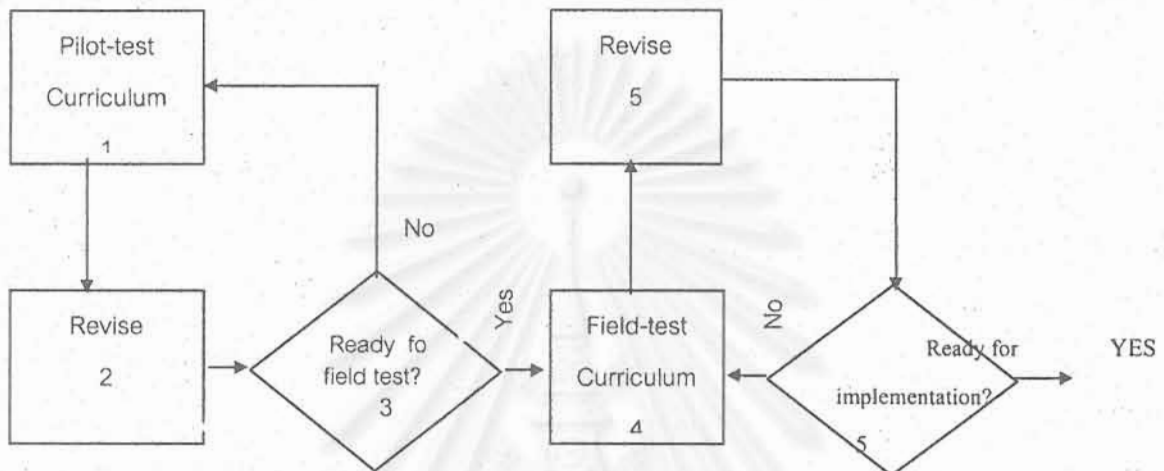 Pilot-test
Curriculum
1
Revise
2
No
Ready fo
field test?
3
Yes
Revise
5
Field-test
Curriculum
4
No
Ready for
implementation?
5
YES